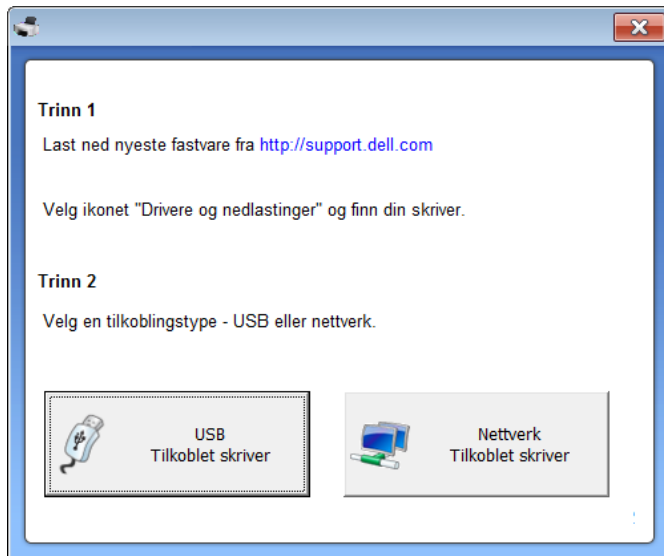 Trinn 1
Last ned nyeste fastvare fra http://support.dell.com
Velg ikonet "Drivere og nedlastinger" og finn din skriver.
Trinn 2
Velg en tilkoblingstype - USB eller nettverk.
USB
Tilkoblet skriver
Nettverk
Tilkoblet skriver